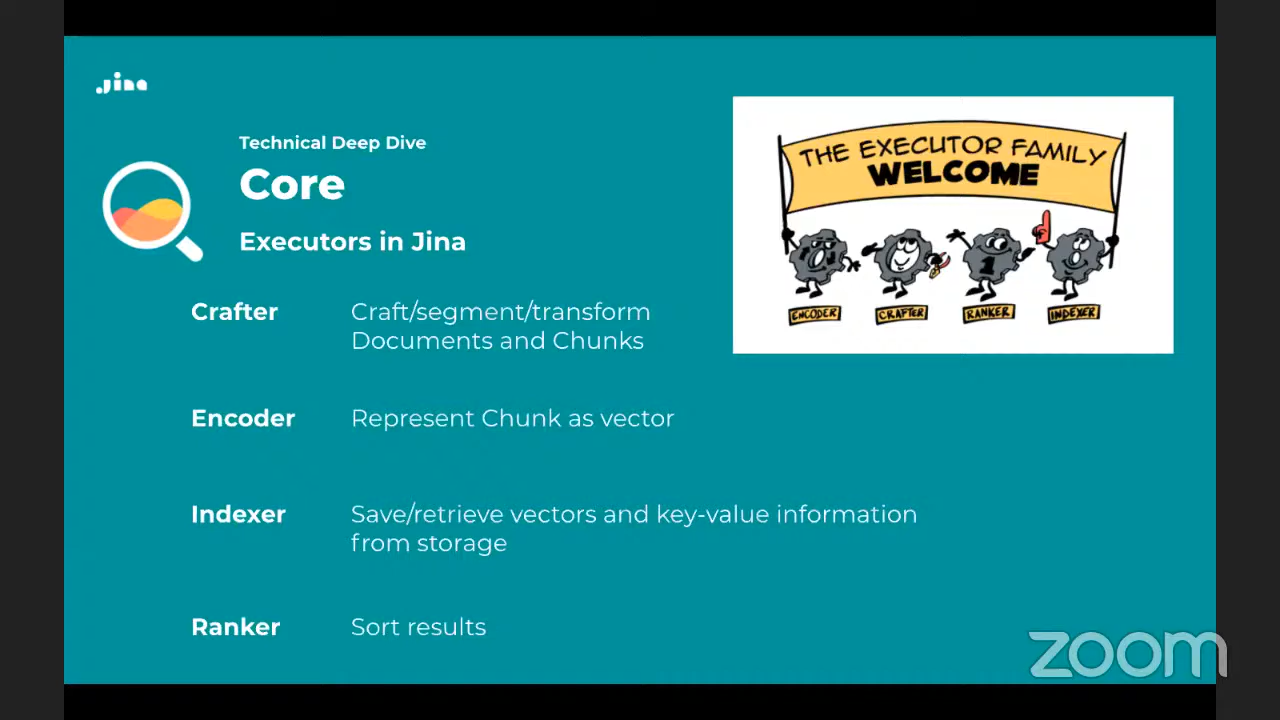 Jina
Technical Deep Dive
Core
Executors in Jina
THE EXECUTOR FAMILY
WELCOME
ENCODER
CRAFTER
RANKER
INDEXER
1
Crafter
Craft/segment/transform
Documents and Chunks
Encoder
Represent Chunk as vector
Indexer
Save/retrieve vectors and key-value information
from storage
Ranker
Sort results
zoom